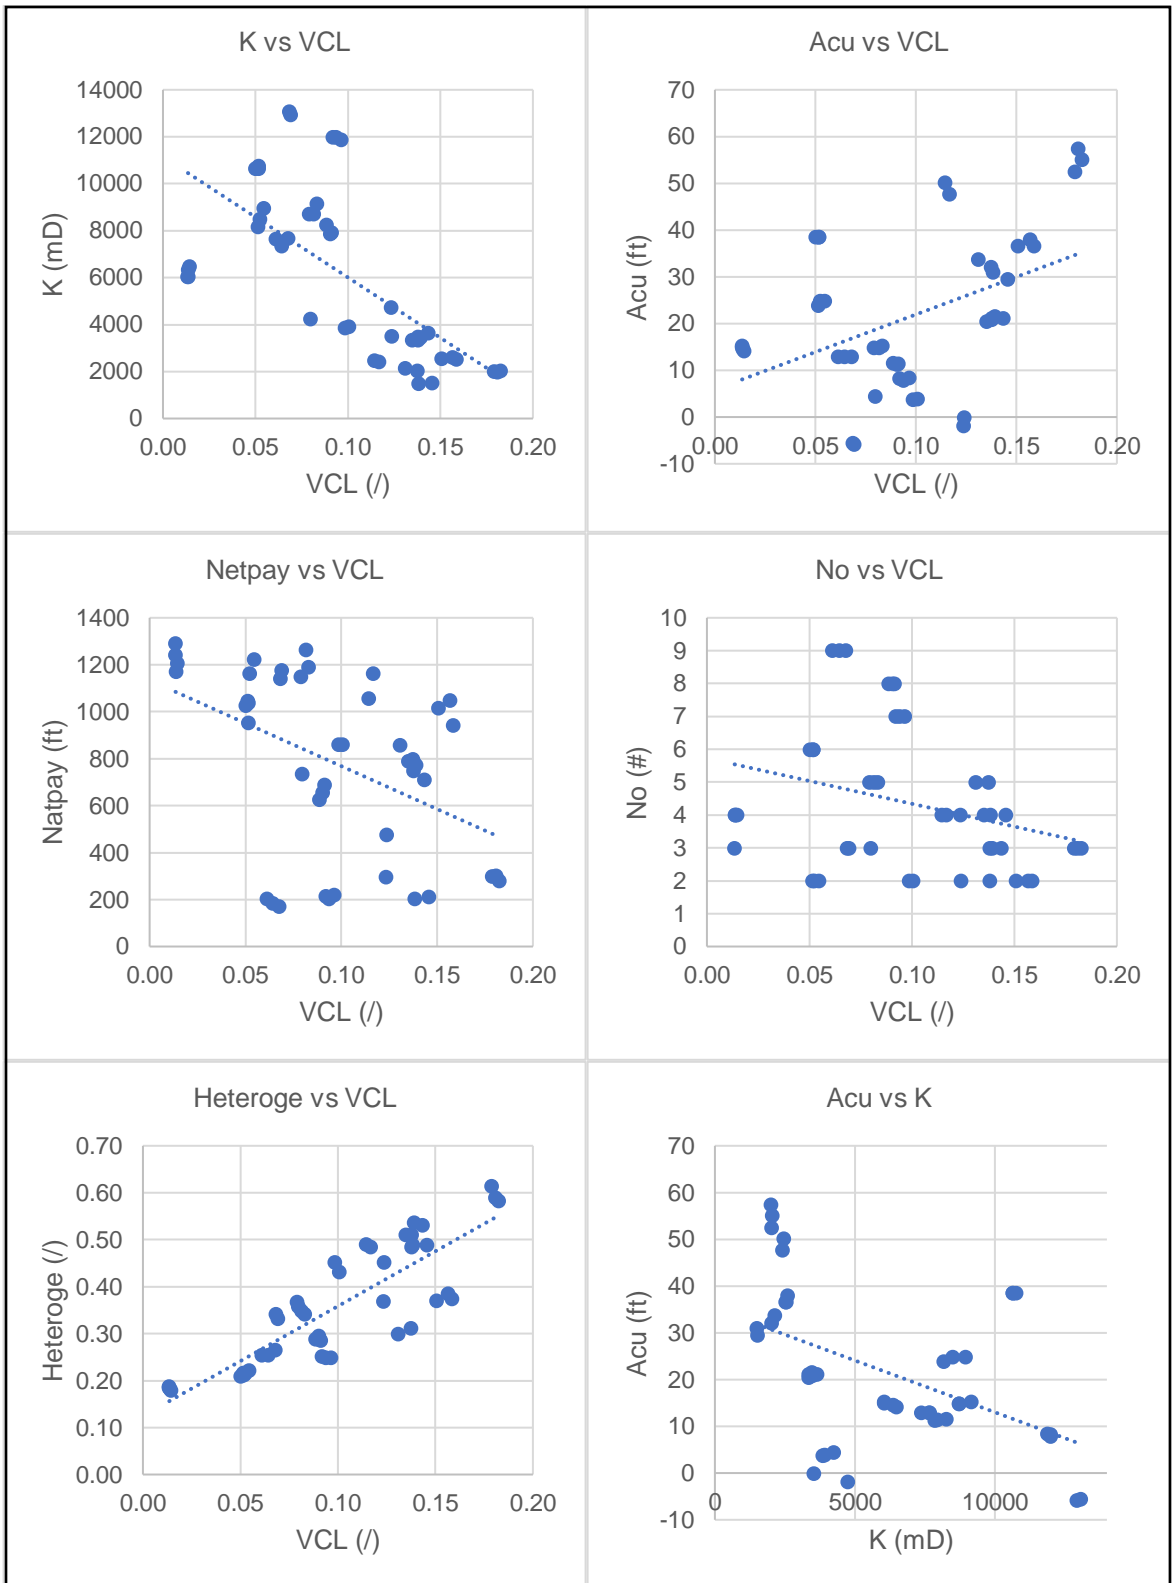 K vs VCL
K (mD)
14000
12000
10000
8000
6000
4000
2000
0
0.00 0.05 0.10 0.15 0.20
VCL (/)
Acu vs VCL
Acu (ft)
70
60
50
40
30
20
10
0
-10
0.00 0.05 0.10 0.15 0.20
VCL (/)
Netpay vs VCL
Natpay (ft)
1400
1200
1000
800
600
400
200
0
0.00 0.05 0.10 0.15 0.20
VCL (/)
No vs VCL
No (#)
10
9
8
7
6
5
4
3
2
1
0
0.00 0.05 0.10 0.15 0.20
VCL (/)
Heteroge vs VCL
Heteroge (/)
0.70
0.60
0.50
0.40
0.30
0.20
0.10
0.00
0.00 0.05 0.10 0.15 0.20
VCL (/)
Acu vs K
Acu (ft)
70
60
50
40
30
20
10
0
-10
0 5000 10000
K (mD)